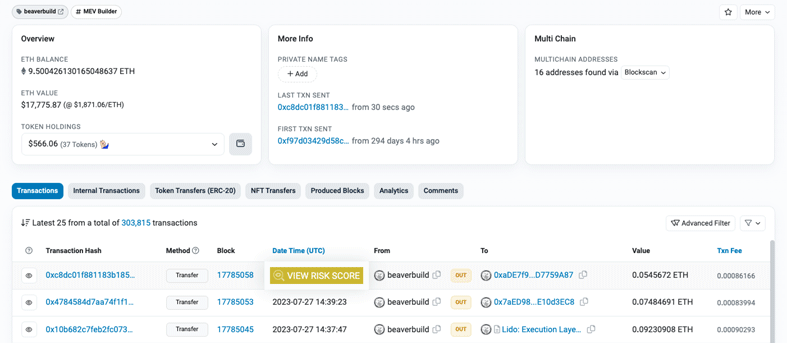 beaverbuild
# MEV Builder
More
Overview
ETH BALANCE
9.500426130165048637 ETH
ETH VALUE
$17,775.87 (@ $1,871.06/ETH)
TOKEN HOLDINGS
$566.06 (37 Tokens)
More Info
PRIVATE NAME TAGS
+ Add
LAST TXN SENT
0xc8dc01f881183... from 30 secs ago
FIRST TXN SENT
0xf97d03429d58c... from 294 days 4 hrs ago
Multi Chain
MULTICHAIN ADDRESSES
16 addresses found via Blockscan
Transactions Internal Transactions Token Transfers (ERC-20) NFT Transfers Produced Blocks Analytics Comments
Latest 25 from a total of 303,815 transactions
Advanced Filter
Transaction Hash Method Block Date Time (UTC) From To Value Txn Fee
0xc8dc01f881183b185... Transfer 17785058 VIEW RISK SCORE beaverbuild OUT 0xaDE7f9...D7759A87 0.0545672 ETH 0.00086166
0x4784584d7aa74f1f1... Transfer 17785053 2023-07-27 14:39:23 beaverbuild OUT 0x7aED98...E10d3EC8 0.07484691 ETH 0.00083994
0x10b682c7feb2fc073... Transfer 17785045 2023-07-27 14:37:47 beaverbuild OUT Lido: Execution Laye... 0.09230908 ETH 0.00090293